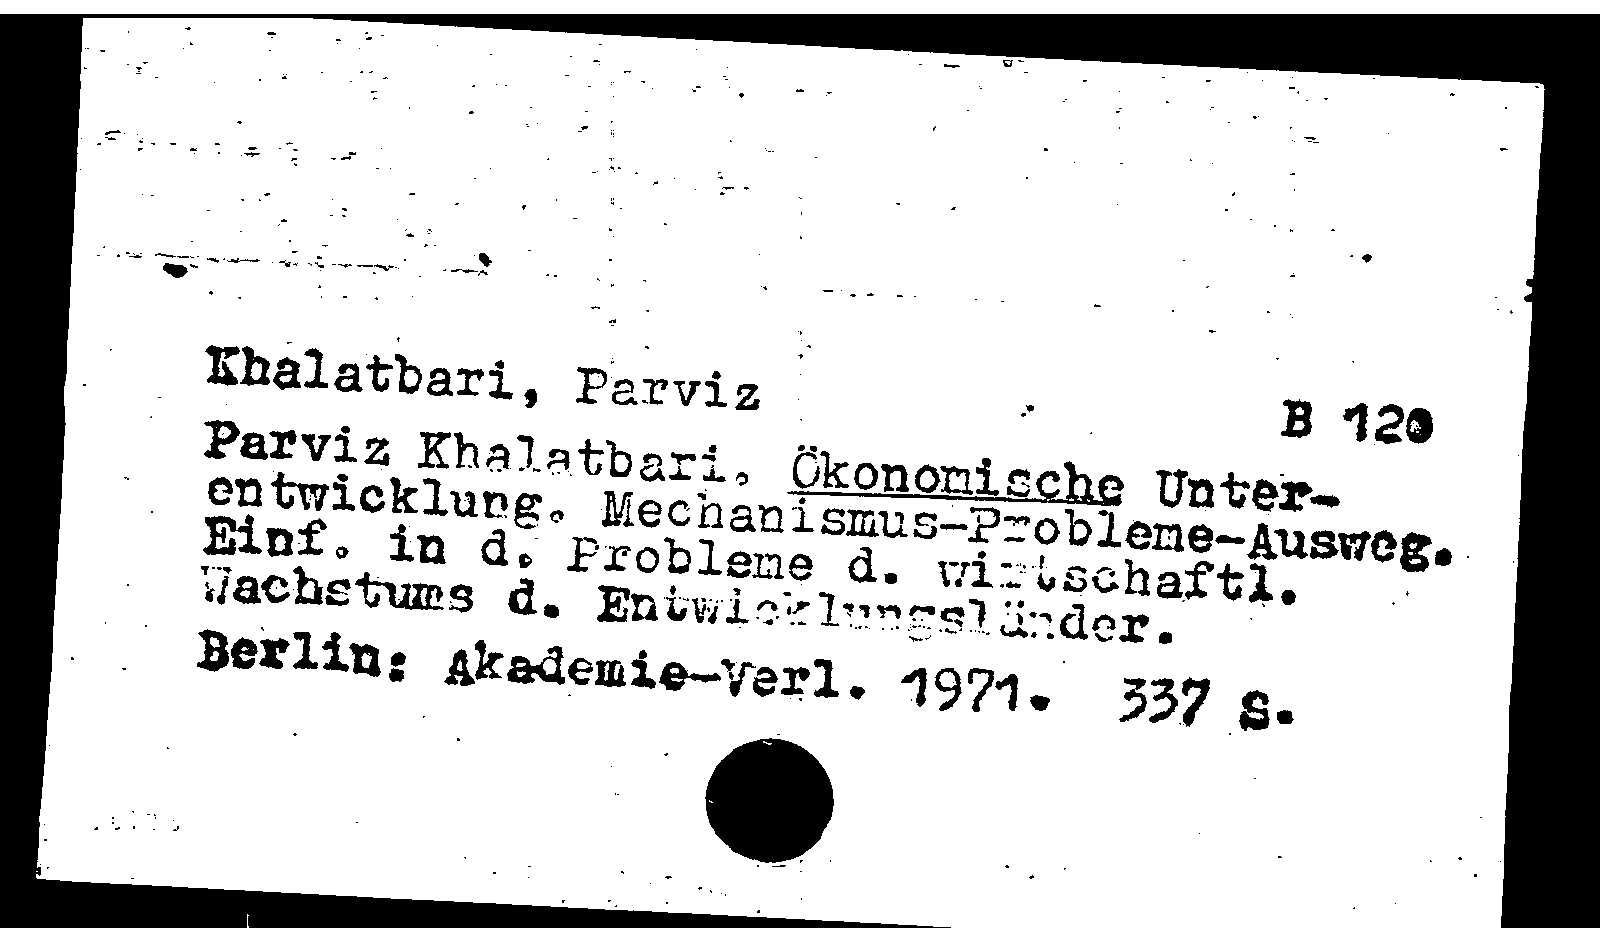 Khalatbari, Parviz
B 120
Parviz Khalatbari. Ökonomische Unter-
entwicklung. Mechanismus-Probleme-Ausweg.
Einf. in d. Probleme d. wirtschaftl.
Wachstums d. Entwicklungsländer.
Berlin: Akademie-Verl. 1971. 337 S.